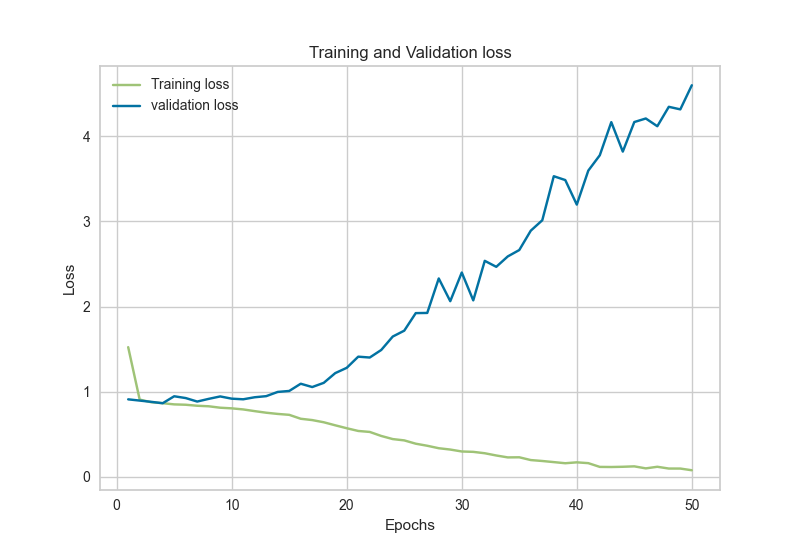 Training and Validation loss
Training loss
validation loss
4
3
2
1
0
Loss
0
10
20
30
40
50
Epochs